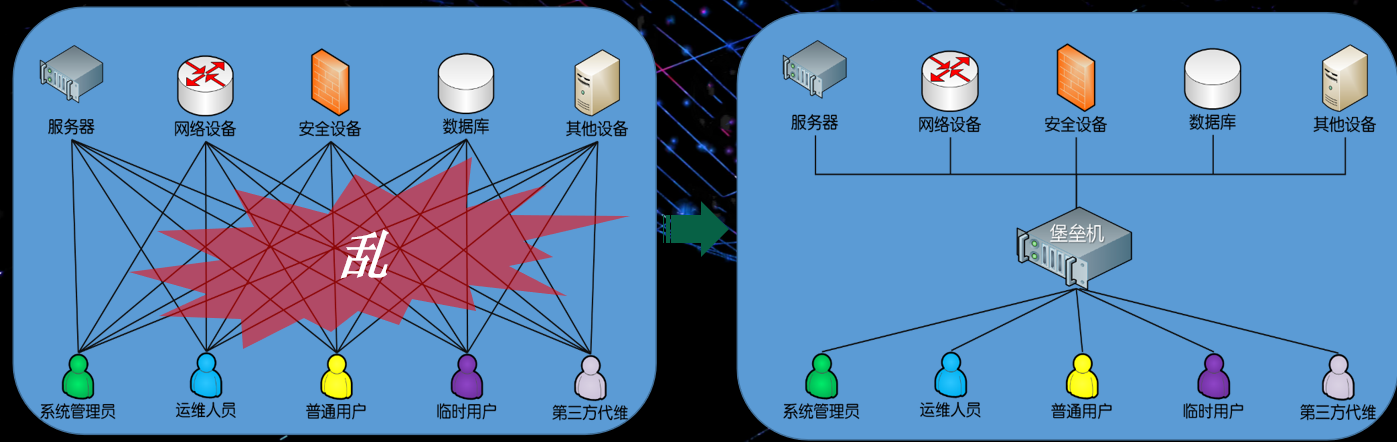 服务器
网络设备
安全设备
数据库
其他设备
乱
系统管理员
运维人员
普通用户
临时用户
第三方代维
服务器
网络设备
安全设备
数据库
其他设备
堡垒机
系统管理员
运维人员
普通用户
临时用户
第三方代维